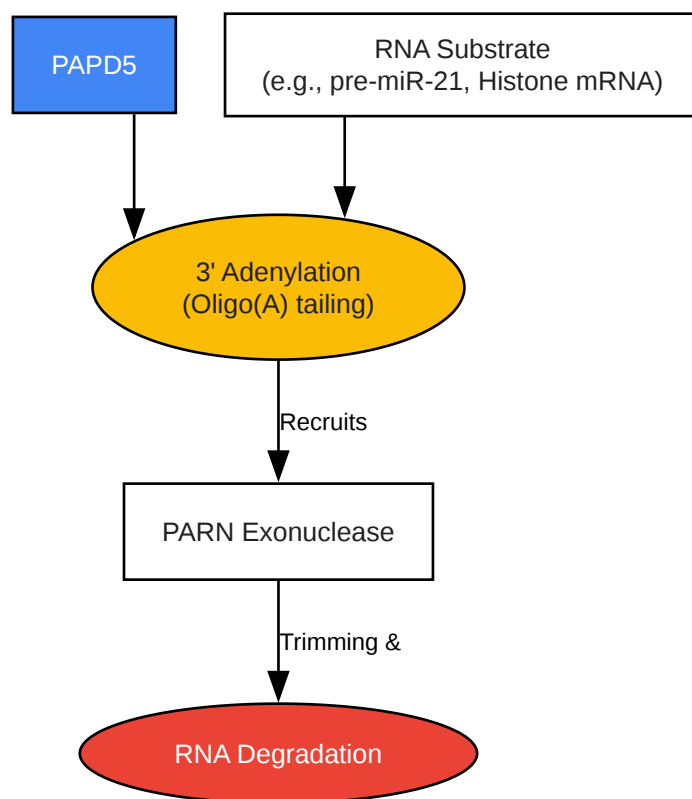 PAPD5
RNA Substrate
(e.g., pre-miR-21, Histone mRNA)
3' Adenylation
(Oligo(A) tailing)
Recruits
PARN Exonuclease
Trimming &
RNA Degradation